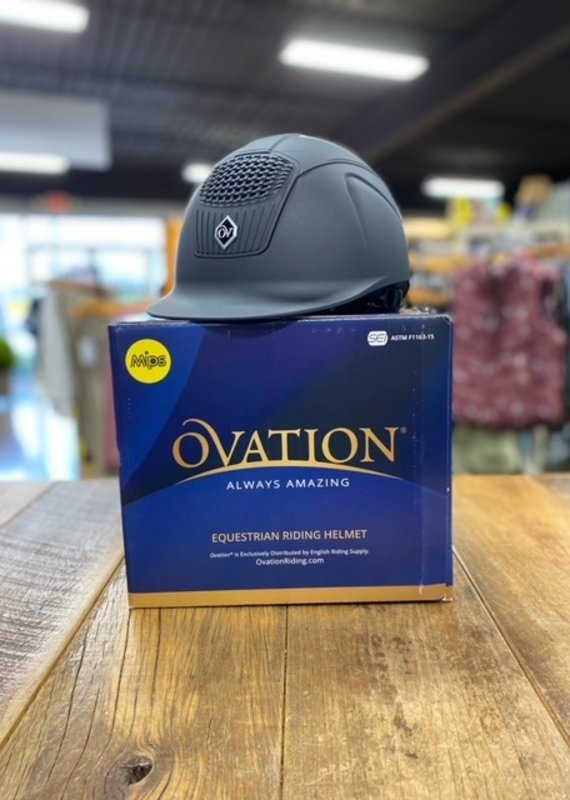 OV
MIPS
SEI ASTM F1163-15
OVATION®
ALWAYS AMAZING
EQUESTRIAN RIDING HELMET
Ovation® is Exclusively Distributed by English Riding Supply.
OvationRiding.com